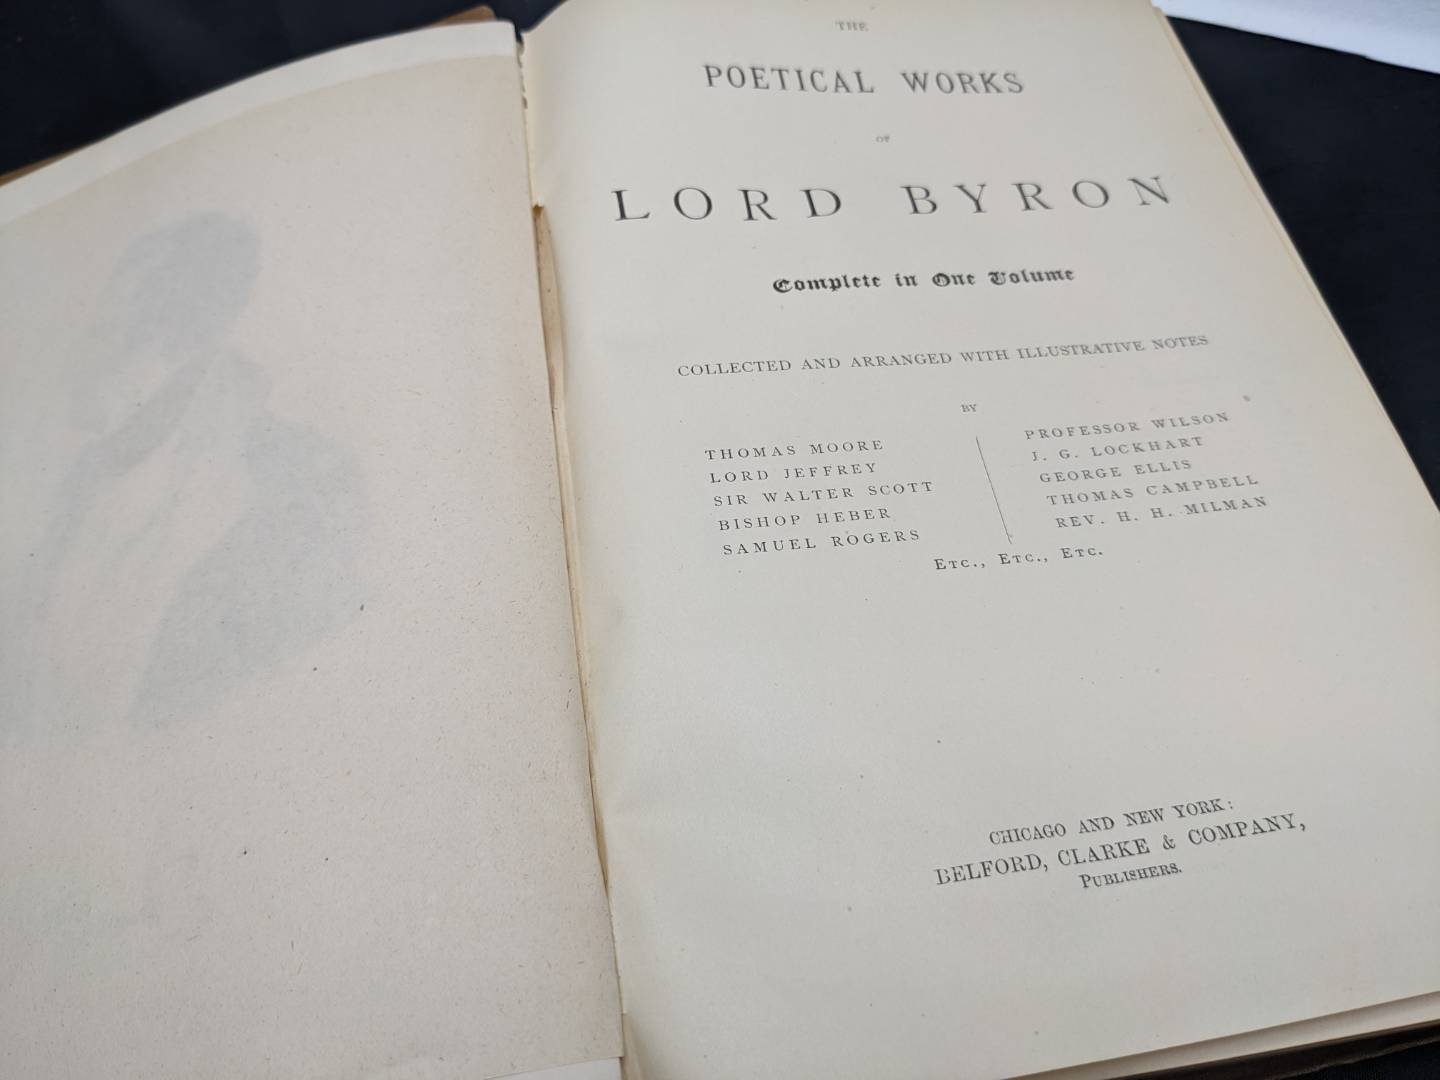 THE
POETICAL WORKS
OF
LORD BYRON
Complete in One Volume
COLLECTED AND ARRANGED WITH ILLUSTRATIVE NOTES
BY
THOMAS MOORE
LORD JEFFREY
SIR WALTER SCOTT
BISHOP HEBER
SAMUEL ROGERS
PROFESSOR WILSON
J. G. LOCKHART
GEORGE ELLIS
THOMAS CAMPBELL
REV. H. H. MILMAN
ETC., ETC., ETC.
CHICAGO AND NEW YORK:
BELFORD, CLARKE & COMPANY,
PUBLISHERS.